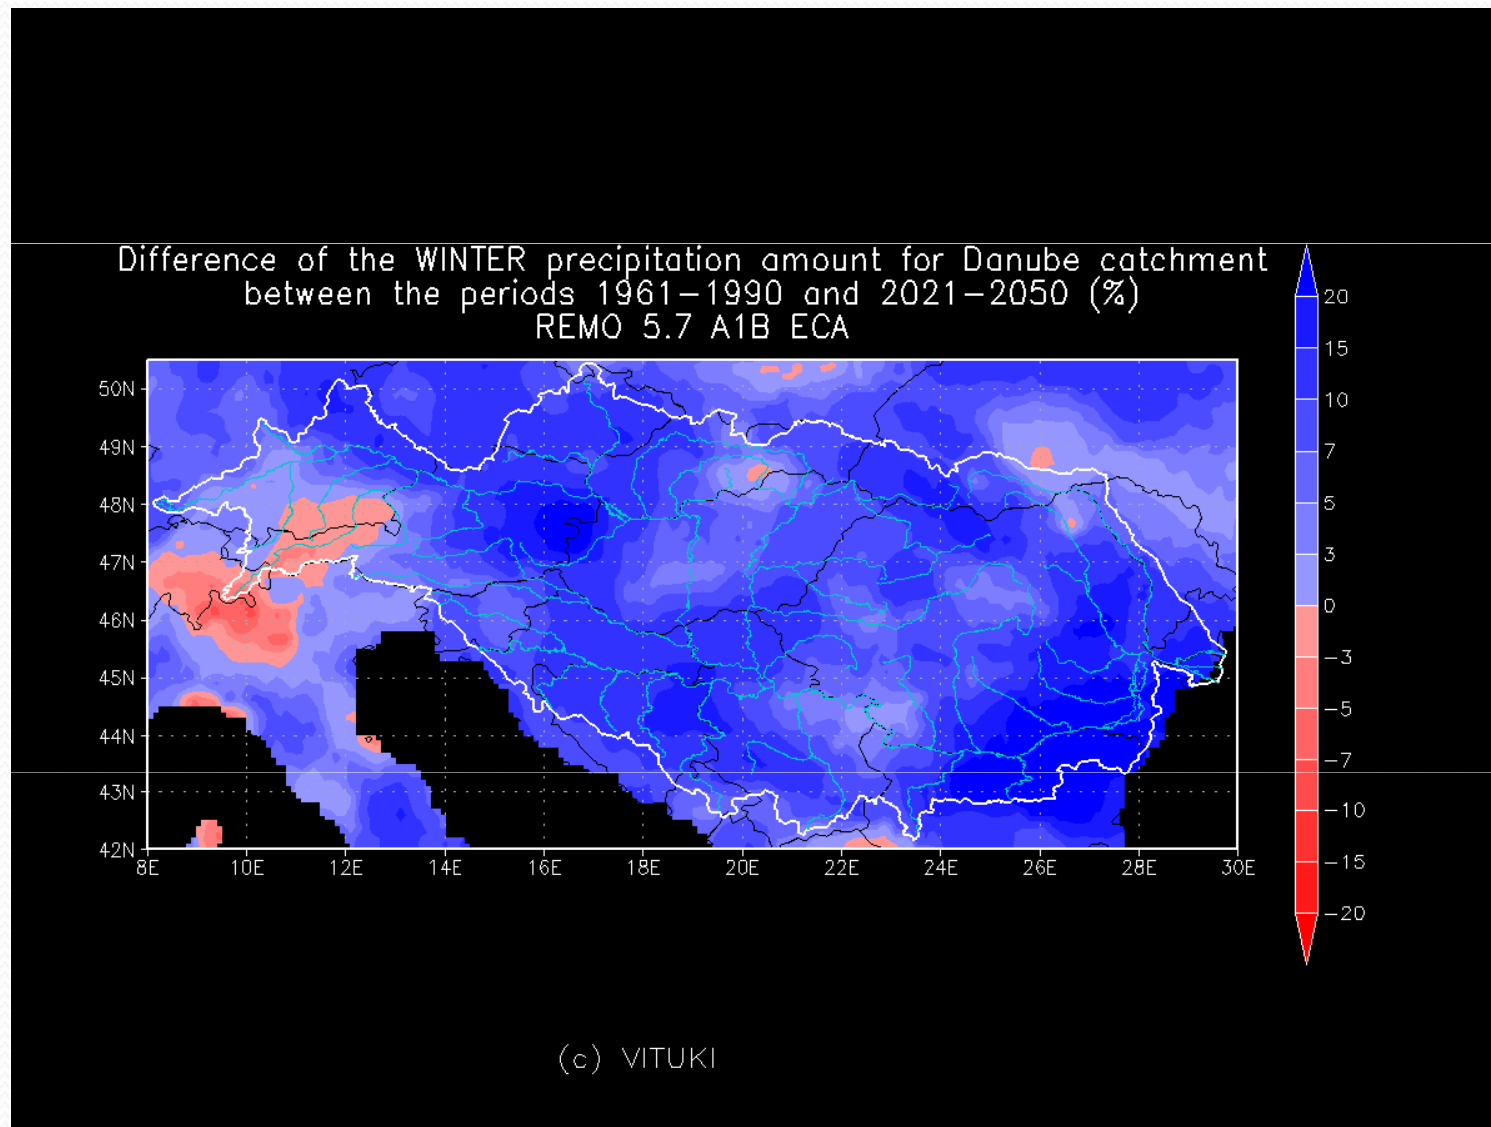 Difference of the WINTER precipitation amount for Danube catchment
between the periods 1961-1990 and 2021-2050 (%)
REMO 5.7 A1B ECA
20
15
10
7
5
3
0
-3
-5
-7
-10
-15
-20
50N
49N
48N
47N
46N
45N
44N
43N
42N
8E 10E 12E 14E 16E 18E 20E 22E 24E 26E 28E 30E
(c) VITUKI